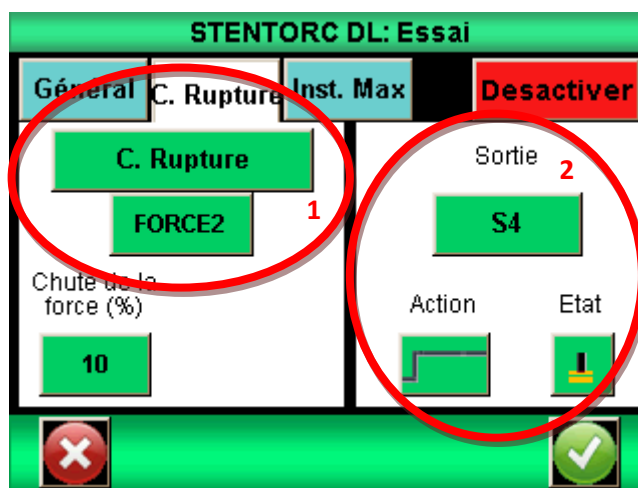 STENTORC DL: Essai
Général C. Rupture Inst. Max Desactiver
C. Rupture
FORCE2
1
Chute de la
force (%)
10
Sortie
2
S4
Action Etat